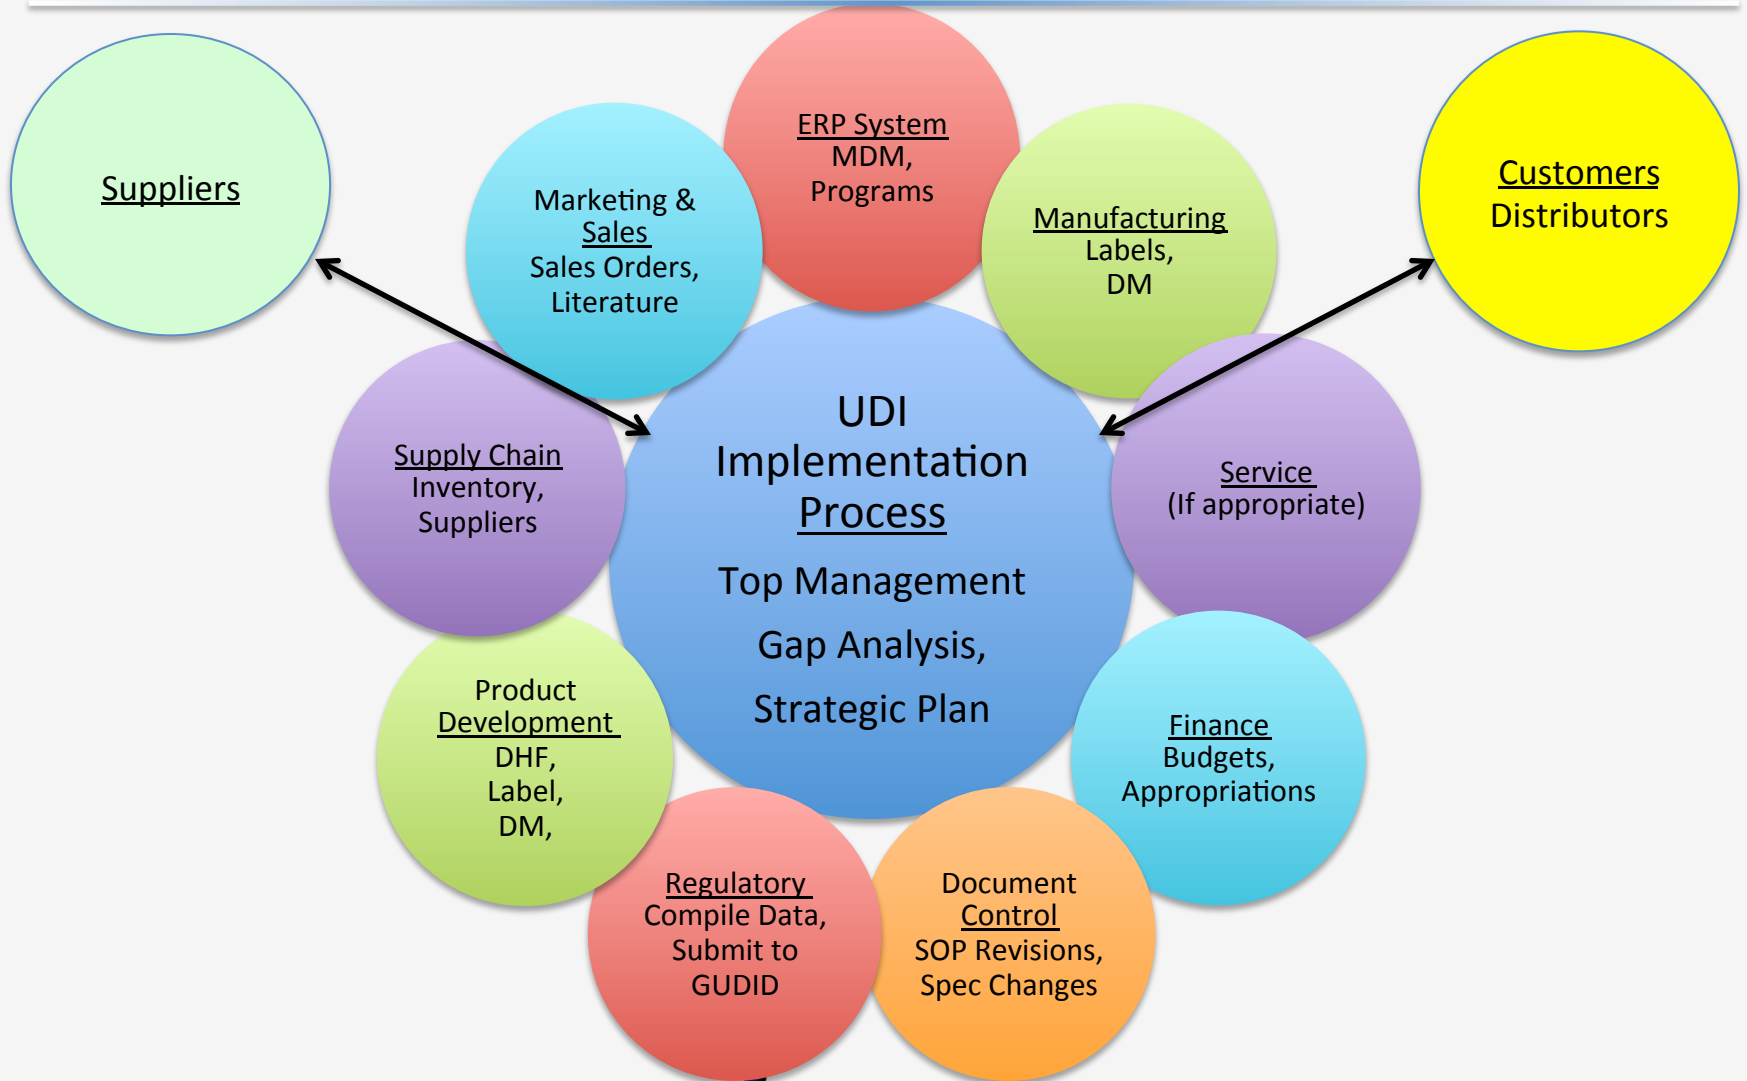 Suppliers
Marketing &
Sales
Sales Orders,
Literature
ERP System
MDM,
Programs
Manufacturing
Labels,
DM
Customers
Distributors
Supply Chain
Inventory,
Suppliers
UDI
Implementation
Process
Top Management
Gap Analysis,
Strategic Plan
Service
(If appropriate)
Product
Development
DHF,
Label,
DM,
Finance
Budgets,
Appropriations
Regulatory
Compile Data,
Submit to
GUDID
Document
Control
SOP Revisions,
Spec Changes